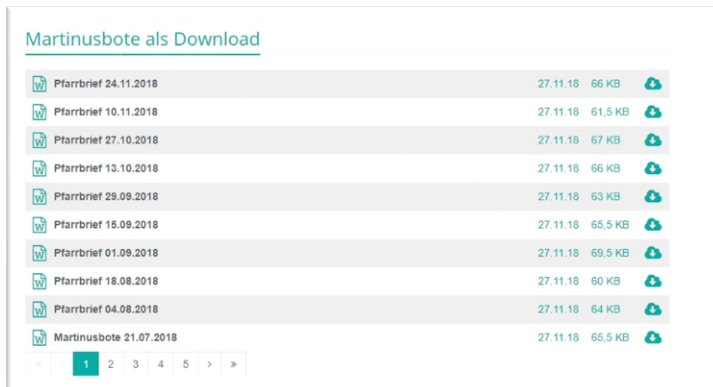 Martinusbote als Download
Pfarrbrief 24.11.2018 27.11.18 66 KB
Pfarrbrief 10.11.2018 27.11.18 61,5 KB
Pfarrbrief 27.10.2018 27.11.18 67 KB
Pfarrbrief 13.10.2018 27.11.18 66 KB
Pfarrbrief 29.09.2018 27.11.18 63 KB
Pfarrbrief 15.09.2018 27.11.18 65,5 KB
Pfarrbrief 01.09.2018 27.11.18 69,5 KB
Pfarrbrief 18.08.2018 27.11.18 60 KB
Pfarrbrief 04.08.2018 27.11.18 64 KB
Martinusbote 21.07.2018 27.11.18 65,5 KB
« ‹ 1 2 3 4 5 › »